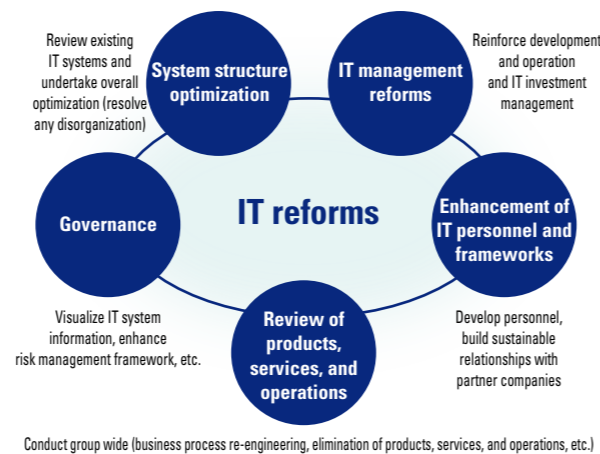 Review existing
IT systems and
undertake overall
optimization (resolve
any disorganization)
System structure
optimization
IT management
reforms
Reinforce development
and operation
and IT investment
management
Governance
IT reforms
Enhancement of
IT personnel and
frameworks
Visualize IT system
information, enhance
risk management framework, etc.
Review of
products,
services, and
operations
Develop personnel,
build sustainable
relationships with
partner companies
Conduct group wide (business process re-engineering, elimination of products, services, and operations, etc.)